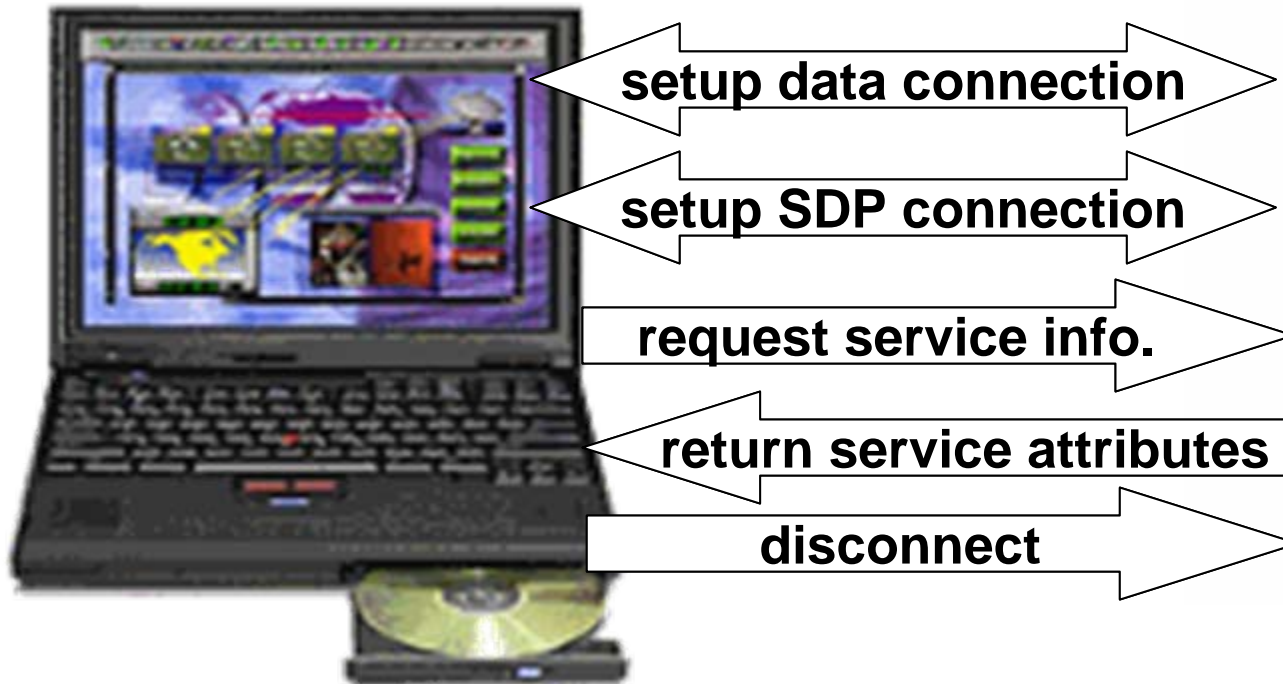 setup data connection
setup SDP connection
request service info.
return service attributes
disconnect